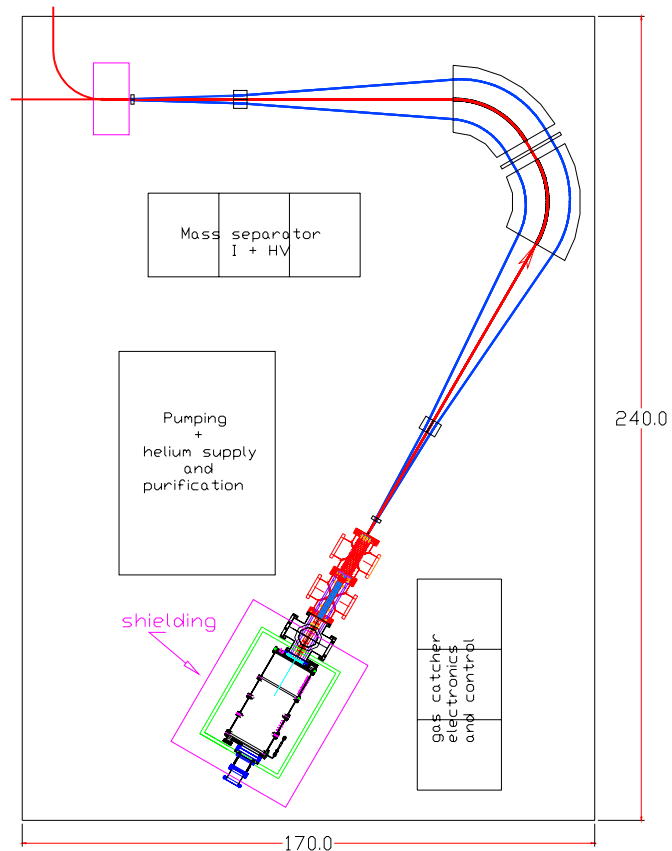 Mass separator
I + HV
Pumping
+
helium supply
and
purification
240.0
shielding
gas catcher
electronics
and control
170.0